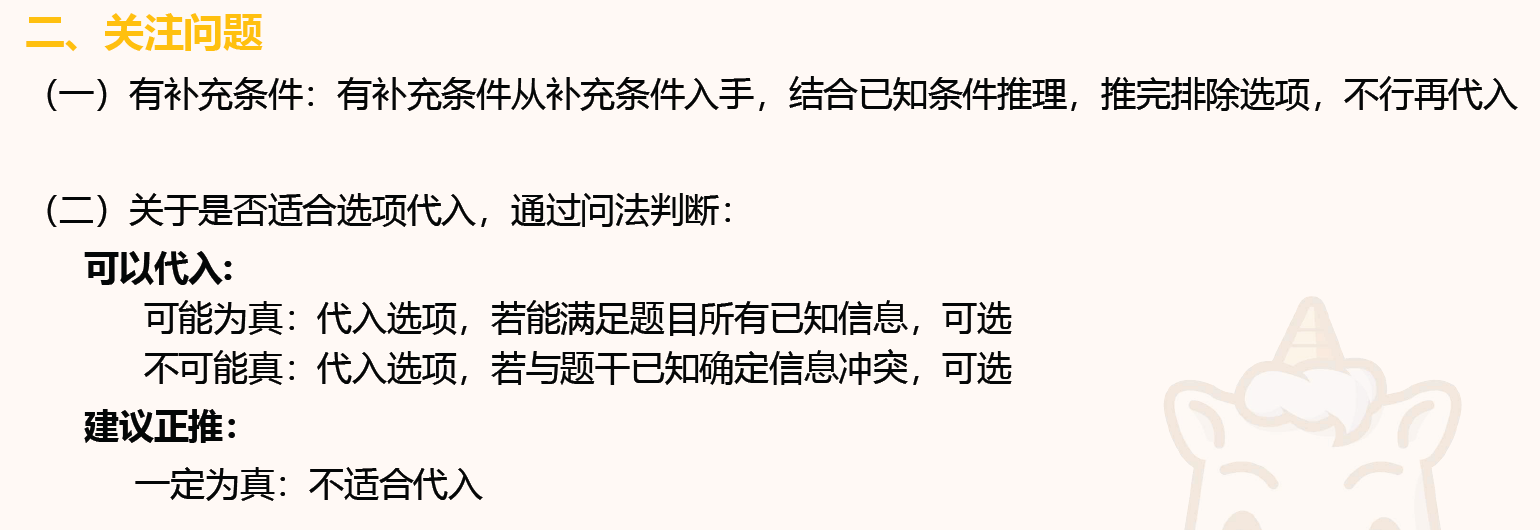 二、关注问题
（一）有补充条件：有补充条件从补充条件入手，结合已知条件推理，推完排除选项，不行再代入
（二）关于是否适合选项代入，通过问法判断：
可以代入:
可能为真：代入选项，若能满足题目所有已知信息，可选
不可能真：代入选项，若与题干已知确定信息冲突，可选
建议正推：
一定为真：不适合代入